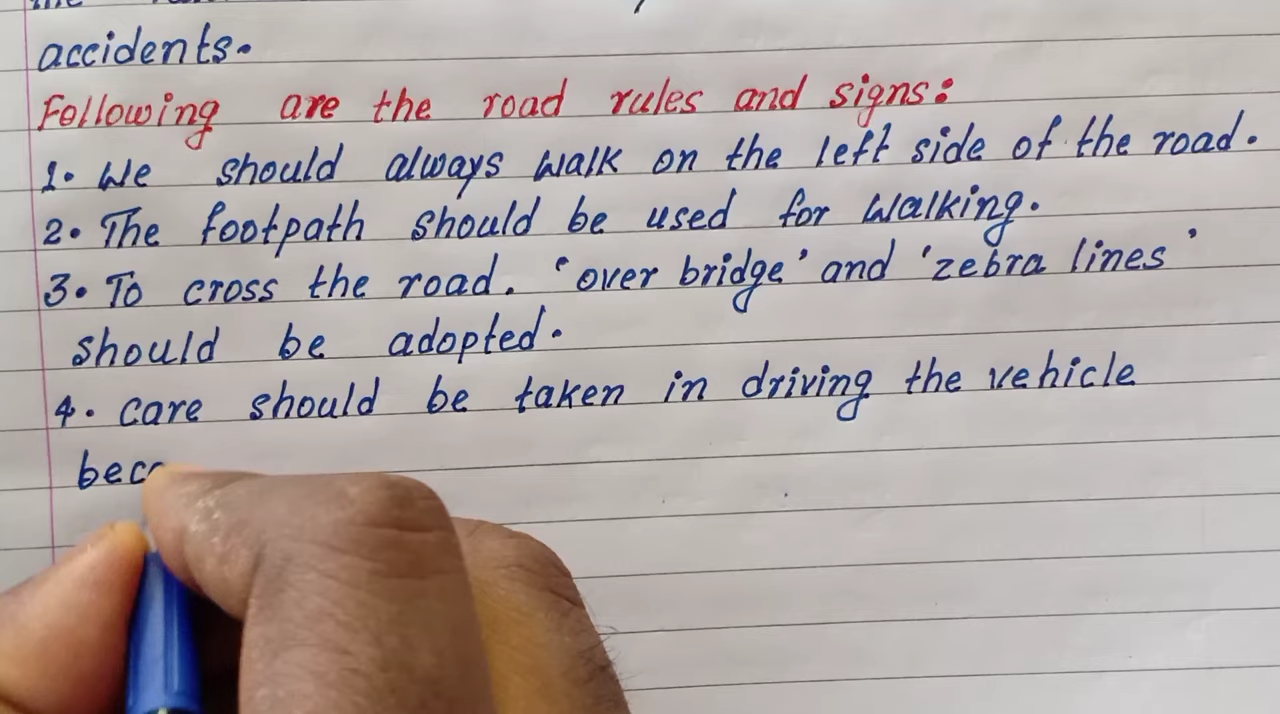 accidents.
Following are the road rules and signs:
1. We should always walk on the left side of the road.
2. The footpath should be used for walking.
3. To cross the road. 'over bridge' and 'zebra lines'
should be adopted.
4. care should be taken in driving the vehicle